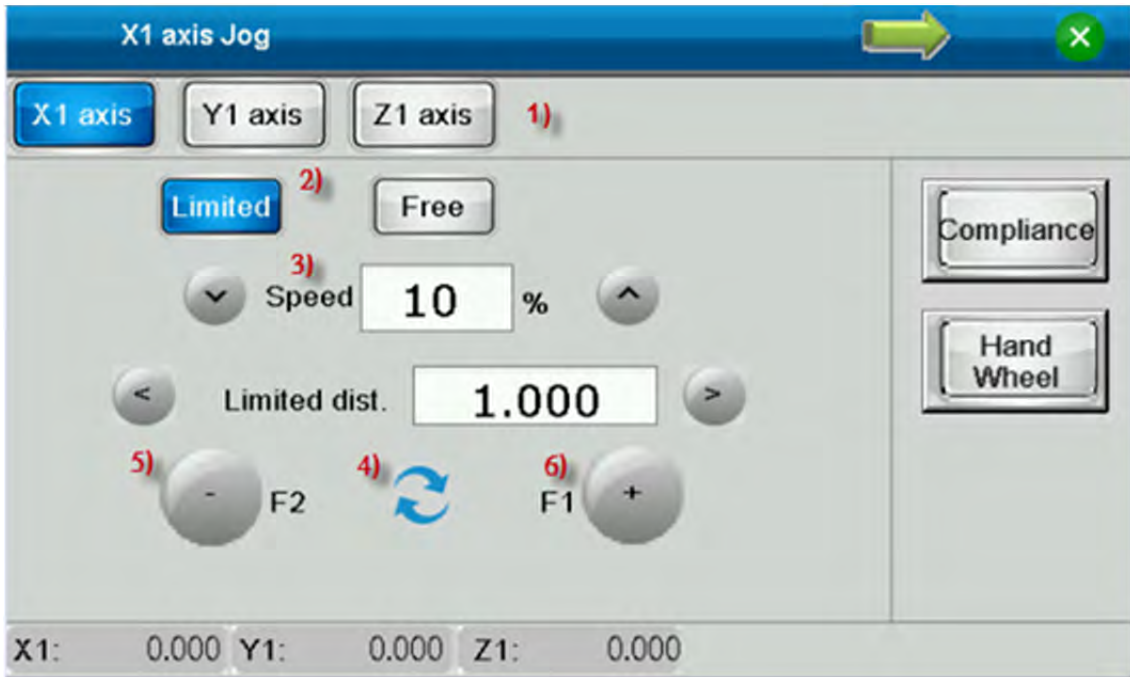 X1 axis Jog
X1 axis Y1 axis Z1 axis 1)
2)
Limited Free
Compliance
3)
Speed 10 %
Hand
Wheel
< Limited dist. 1.000 >
5) 4) 6)
- F2 F1 +
X1: 0.000 Y1: 0.000 Z1: 0.000